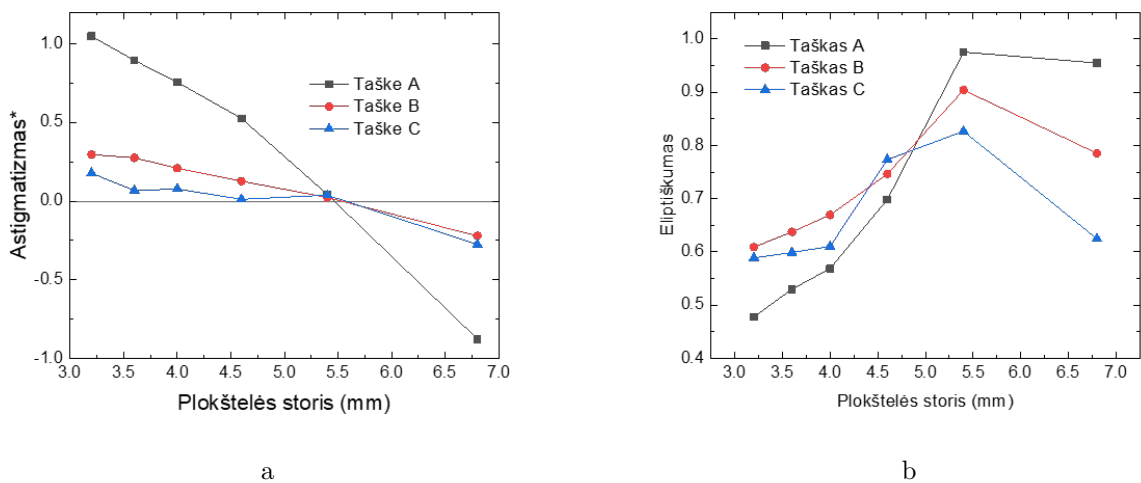 1.0
0.5
0.0
-0.5
-1.0
Astigmatizmas*
Taške A
Taške B
Taške C
3.0 3.5 4.0 4.5 5.0 5.5 6.0 6.5 7.0
Plokštelės storis (mm)
a
1.0
0.9
0.8
0.7
0.6
0.5
0.4
Eliptiškumas
Taškas A
Taškas B
Taškas C
3.0 3.5 4.0 4.5 5.0 5.5 6.0 6.5 7.0
Plokštelės storis (mm)
b